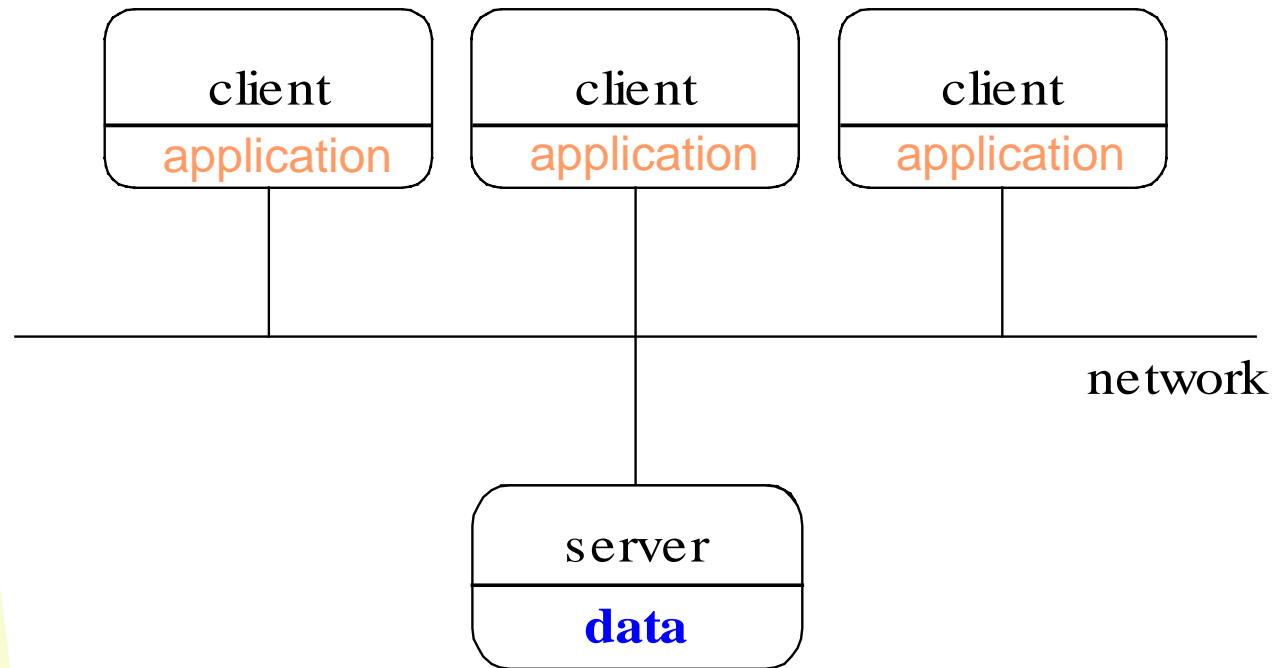 client client client
application application application
network
server
data